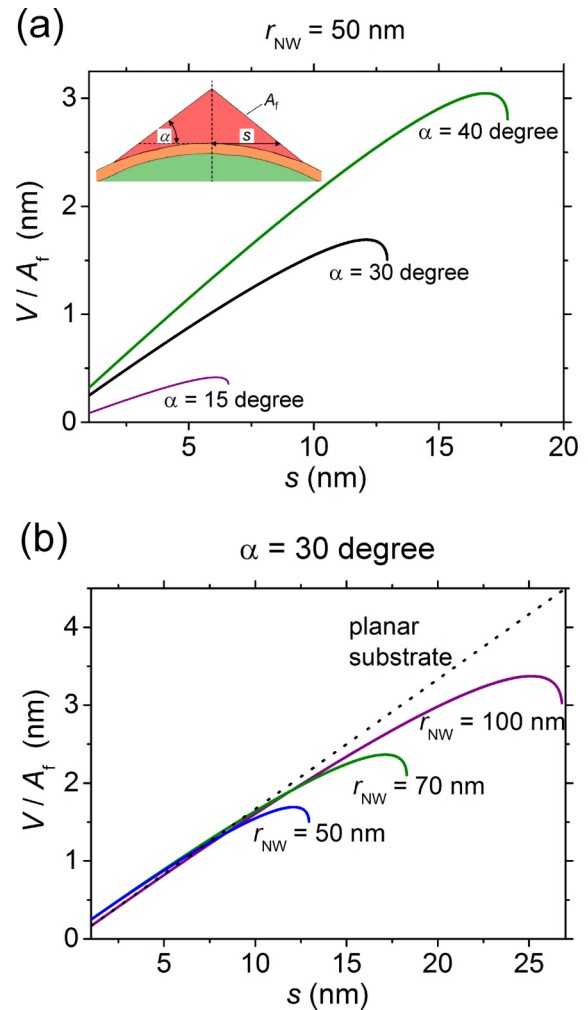 (a)
r_NW = 50 nm
3
2
1
0
V / A_f (nm)
A_f
α
s
α = 40 degree
α = 30 degree
α = 15 degree
5 10 15 20
s (nm)
(b)
α = 30 degree
4
3
2
1
0
V / A_f (nm)
planar
substrate
r_NW = 100 nm
r_NW = 70 nm
r_NW = 50 nm
5 10 15 20 25
s (nm)